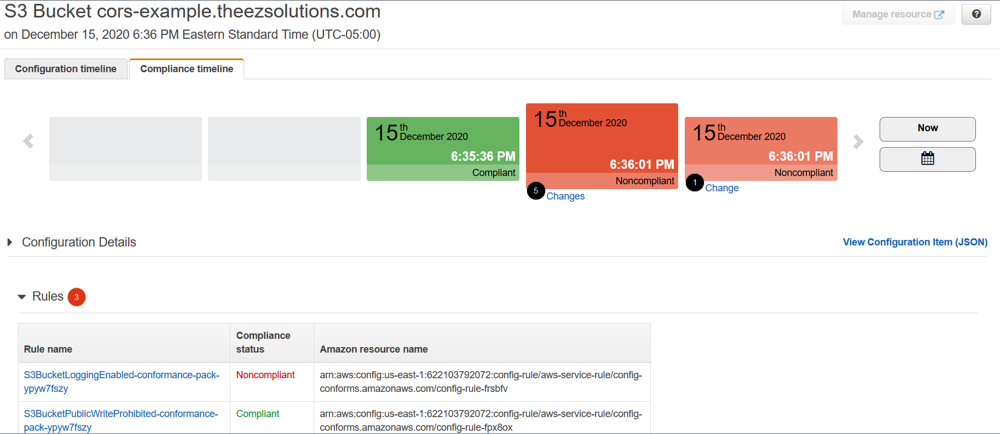 S3 Bucket cors-example.theezsolutions.com
Manage resource
?
on December 15, 2020 6:36 PM Eastern Standard Time (UTC-05:00)
Configuration timeline
Compliance timeline
15th December 2020
6:35:36 PM
Compliant
15th December 2020
6:36:01 PM
Noncompliant
5 Changes
15th December 2020
6:36:01 PM
Noncompliant
1 Change
Now
Configuration Details
View Configuration Item (JSON)
Rules 3
Rule name
Compliance
status
Amazon resource name
S3BucketLoggingEnabled-conformance-pack-
ypyw7fszy
Noncompliant
arn:aws:config:us-east-1:622103792072:config-rule/aws-service-rule/config-
conforms.amazonaws.com/config-rule-frsbfv
S3BucketPublicWriteProhibited-conformance-
pack-ypyw7fszy
Compliant
arn:aws:config:us-east-1:622103792072:config-rule/aws-service-rule/config-
conforms.amazonaws.com/config-rule-fpx8ox